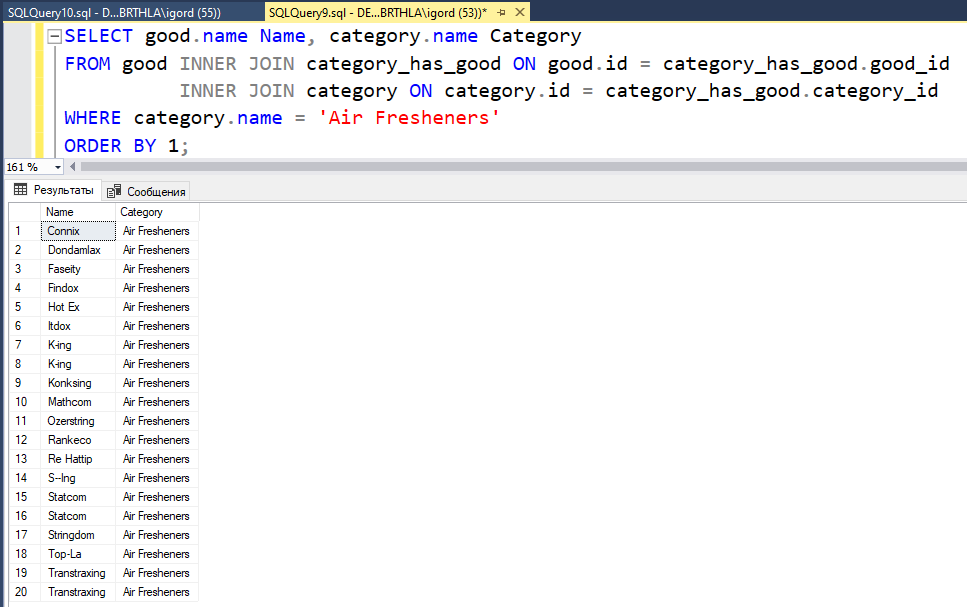 SQLQuery10.sql - D...BRTHLA\igord (55)) SQLQuery9.sql - DE...BRTHLA\igord (53))*
SELECT good.name Name, category.name Category
FROM good INNER JOIN category_has_good ON good.id = category_has_good.good_id
INNER JOIN category ON category.id = category_has_good.category_id
WHERE category.name = 'Air Fresheners'
ORDER BY 1;
161 %
Результаты Сообщения
Name Category
1 Connix Air Fresheners
2 Dondamlax Air Fresheners
3 Faseity Air Fresheners
4 Findox Air Fresheners
5 Hot Ex Air Fresheners
6 Itdox Air Fresheners
7 K-ing Air Fresheners
8 K-ing Air Fresheners
9 Konksing Air Fresheners
10 Mathcom Air Fresheners
11 Ozerstring Air Fresheners
12 Rankeco Air Fresheners
13 Re Hattip Air Fresheners
14 S--Ing Air Fresheners
15 Statcom Air Fresheners
16 Statcom Air Fresheners
17 Stringdom Air Fresheners
18 Top-La Air Fresheners
19 Transtraxing Air Fresheners
20 Transtraxing Air Fresheners